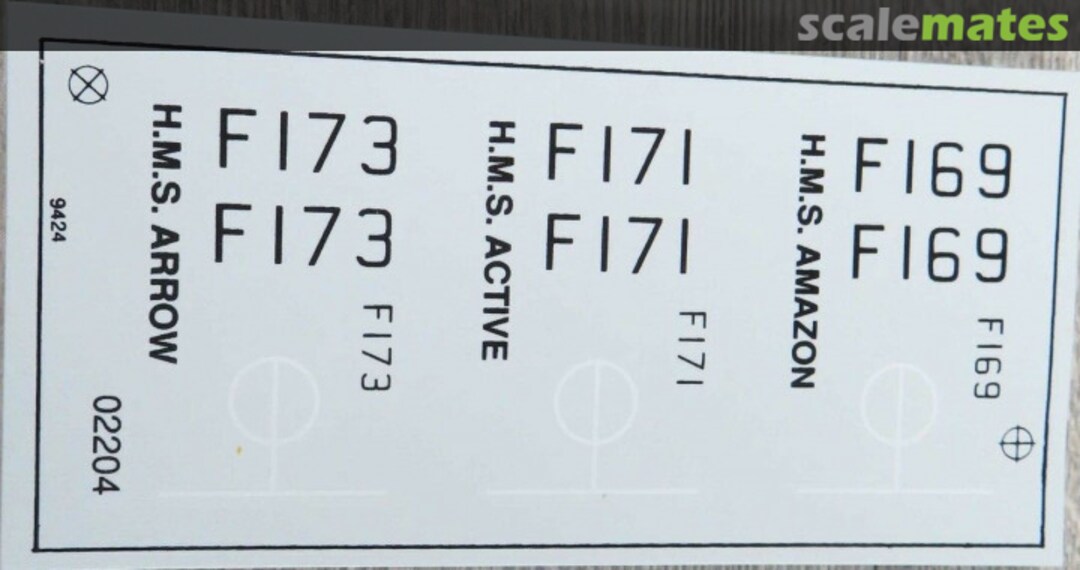 scalemates
H.M.S. ARROW
F173
F173
F173
H.M.S. ACTIVE
F171
F171
F171
H.M.S. AMAZON
F169
F169
F169
9424
02204